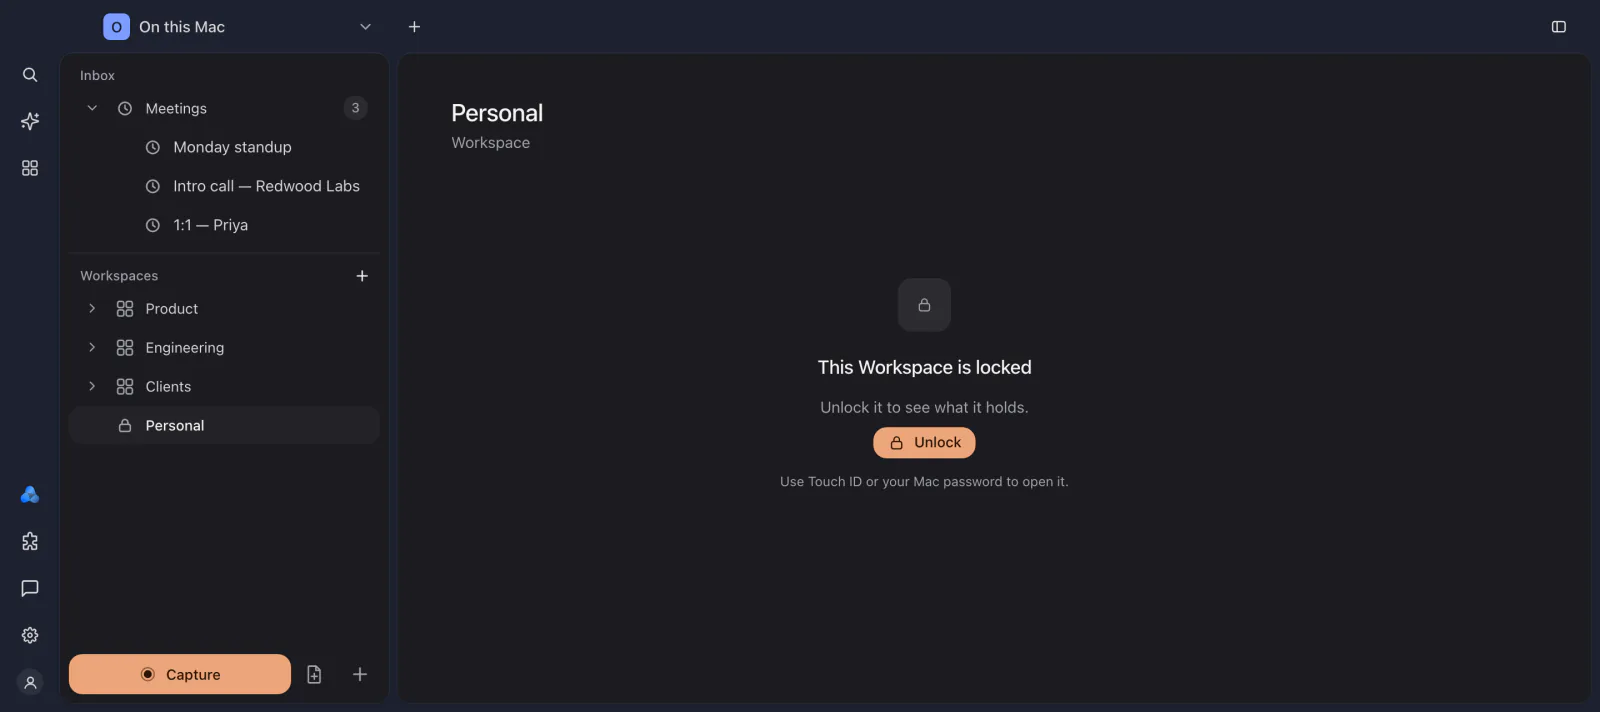 O On this Mac
Inbox
Meetings 3
Monday standup
Intro call — Redwood Labs
1:1 — Priya
Workspaces
Product
Engineering
Clients
Personal
Capture
Personal
Workspace
This Workspace is locked
Unlock it to see what it holds.
Unlock
Use Touch ID or your Mac password to open it.